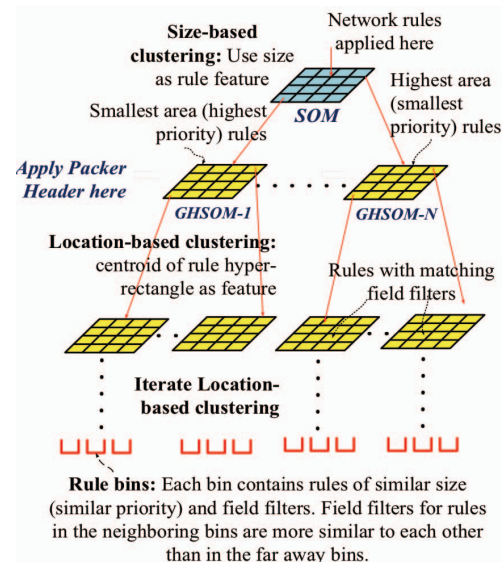 Size-based
clustering: Use size
as rule feature
Network rules
applied here
SOM
Highest area
(smallest
priority) rules
Smallest area (highest
priority) rules
Apply Packer
Header here
GHSOM-1
GHSOM-N
Location-based clustering:
centroid of rule hyper-
rectangle as feature
Rules with matching
field filters
Iterate Location-
based clustering
Rule bins: Each bin contains rules of similar size
(similar priority) and field filters. Field filters for rules
in the neighboring bins are more similar to each other
than in the far away bins.